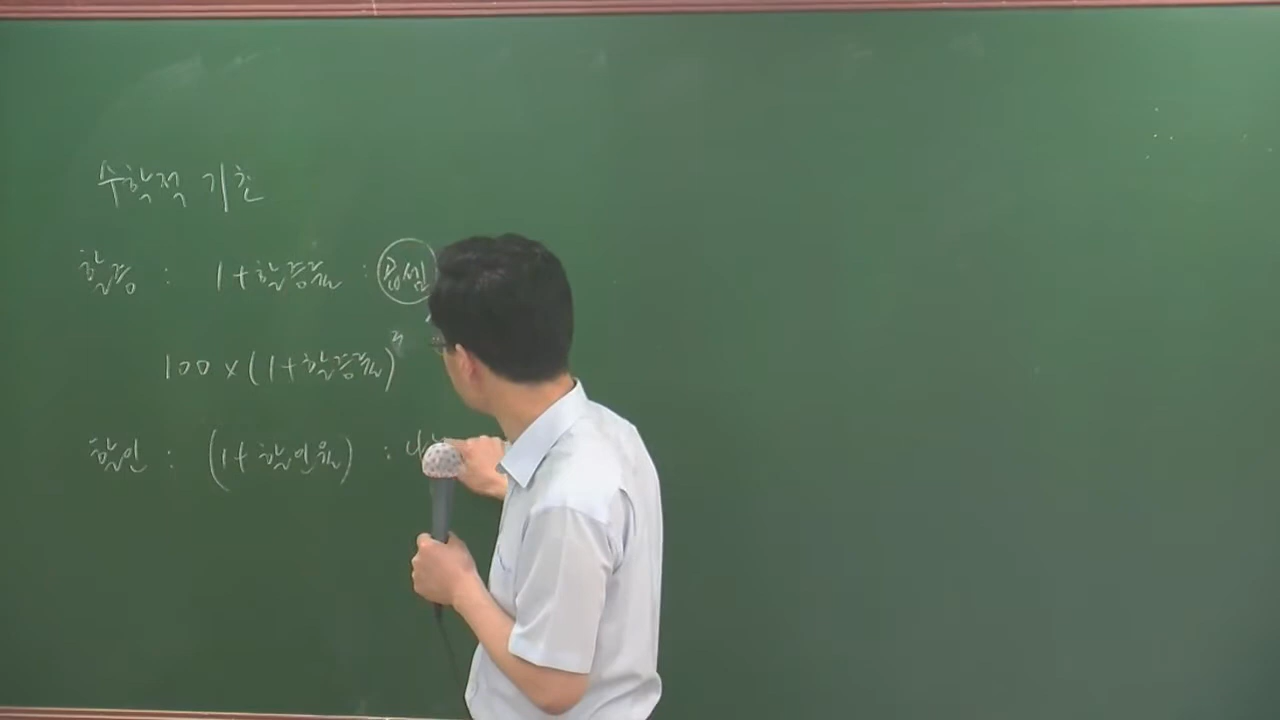 수학적 기초
할증 : 1+할증률 : 곱셈
100 × (1+할증률)
할인 : (1+할인율) : 나